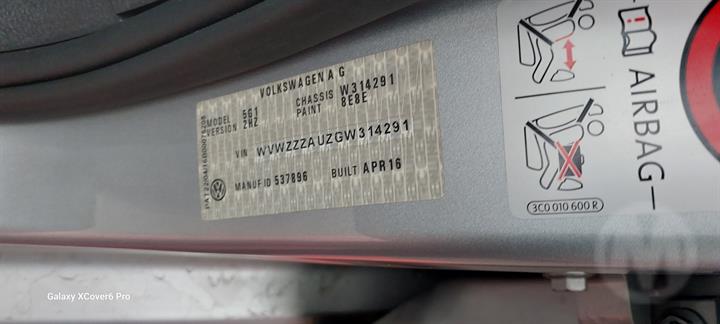 VOLKSWAGEN A G
MODEL 5G1 CHASSIS W314291
VERSION 2HZ PAINT 8E8E
VIN WVWZZZAUZGW314291
MANUF ID 537896 BUILT APR16
AIRBAG
3C0 010 600 R
Galaxy XCover6 Pro